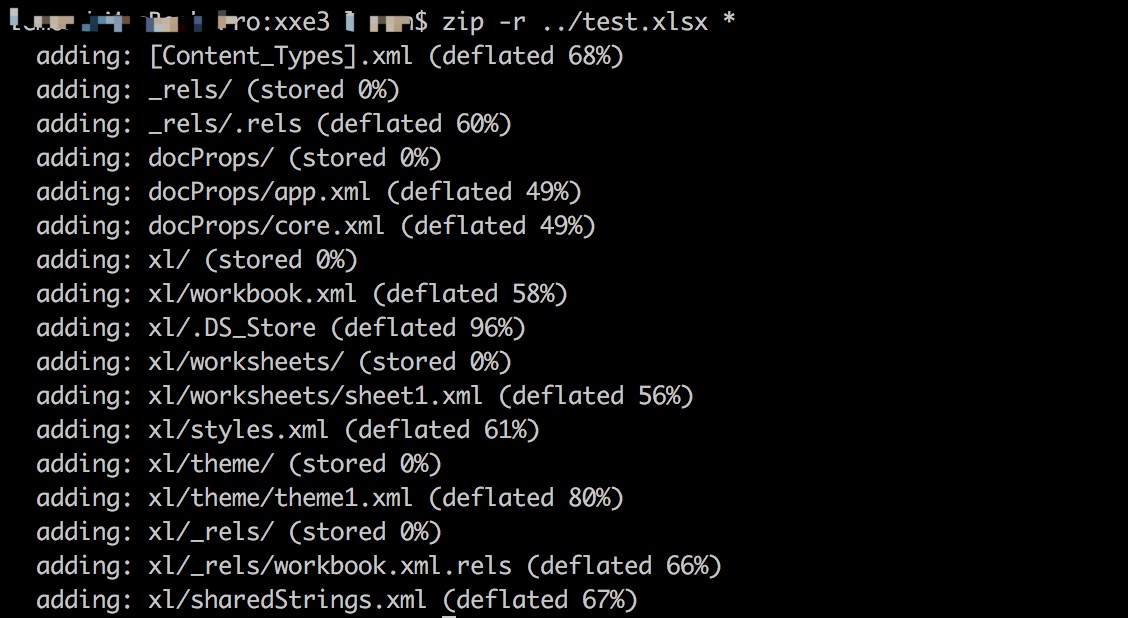 ro:xxe3 $ zip -r ../test.xlsx *
adding: [Content_Types].xml (deflated 68%)
adding: _rels/ (stored 0%)
adding: _rels/.rels (deflated 60%)
adding: docProps/ (stored 0%)
adding: docProps/app.xml (deflated 49%)
adding: docProps/core.xml (deflated 49%)
adding: xl/ (stored 0%)
adding: xl/workbook.xml (deflated 58%)
adding: xl/.DS_Store (deflated 96%)
adding: xl/worksheets/ (stored 0%)
adding: xl/worksheets/sheet1.xml (deflated 56%)
adding: xl/styles.xml (deflated 61%)
adding: xl/theme/ (stored 0%)
adding: xl/theme/theme1.xml (deflated 80%)
adding: xl/_rels/ (stored 0%)
adding: xl/_rels/workbook.xml.rels (deflated 66%)
adding: xl/sharedStrings.xml (deflated 67%)